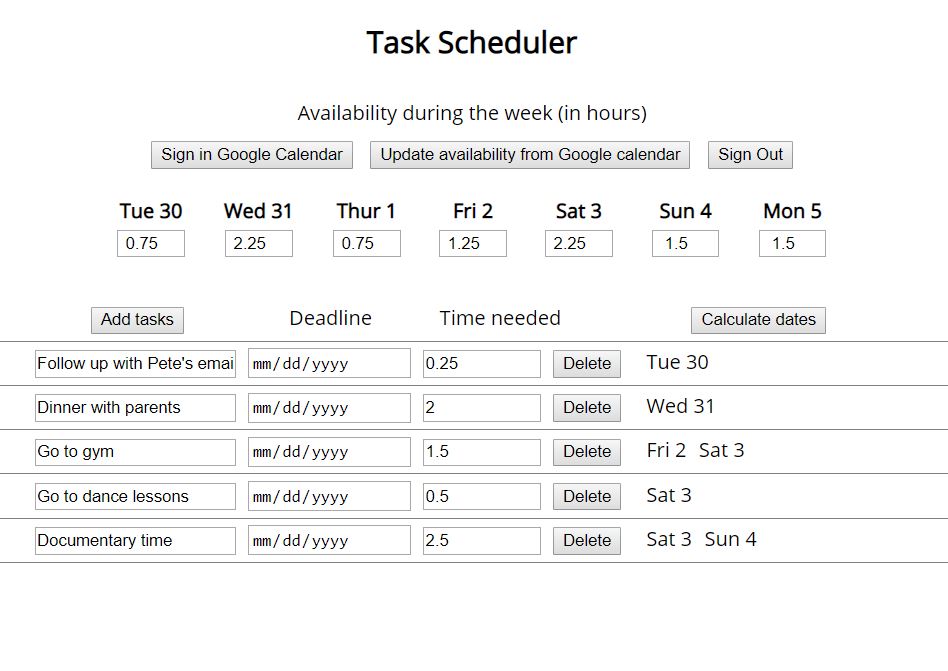 Task Scheduler
Availability during the week (in hours)
Sign in Google Calendar Update availability from Google calendar Sign Out
Tue 30 Wed 31 Thur 1 Fri 2 Sat 3 Sun 4 Mon 5
0.75 2.25 0.75 1.25 2.25 1.5 1.5
Add tasks Deadline Time needed Calculate dates
Follow up with Pete's emai mm/dd/yyyy 0.25 Delete Tue 30
Dinner with parents mm/dd/yyyy 2 Delete Wed 31
Go to gym mm/dd/yyyy 1.5 Delete Fri 2 Sat 3
Go to dance lessons mm/dd/yyyy 0.5 Delete Sat 3
Documentary time mm/dd/yyyy 2.5 Delete Sat 3 Sun 4